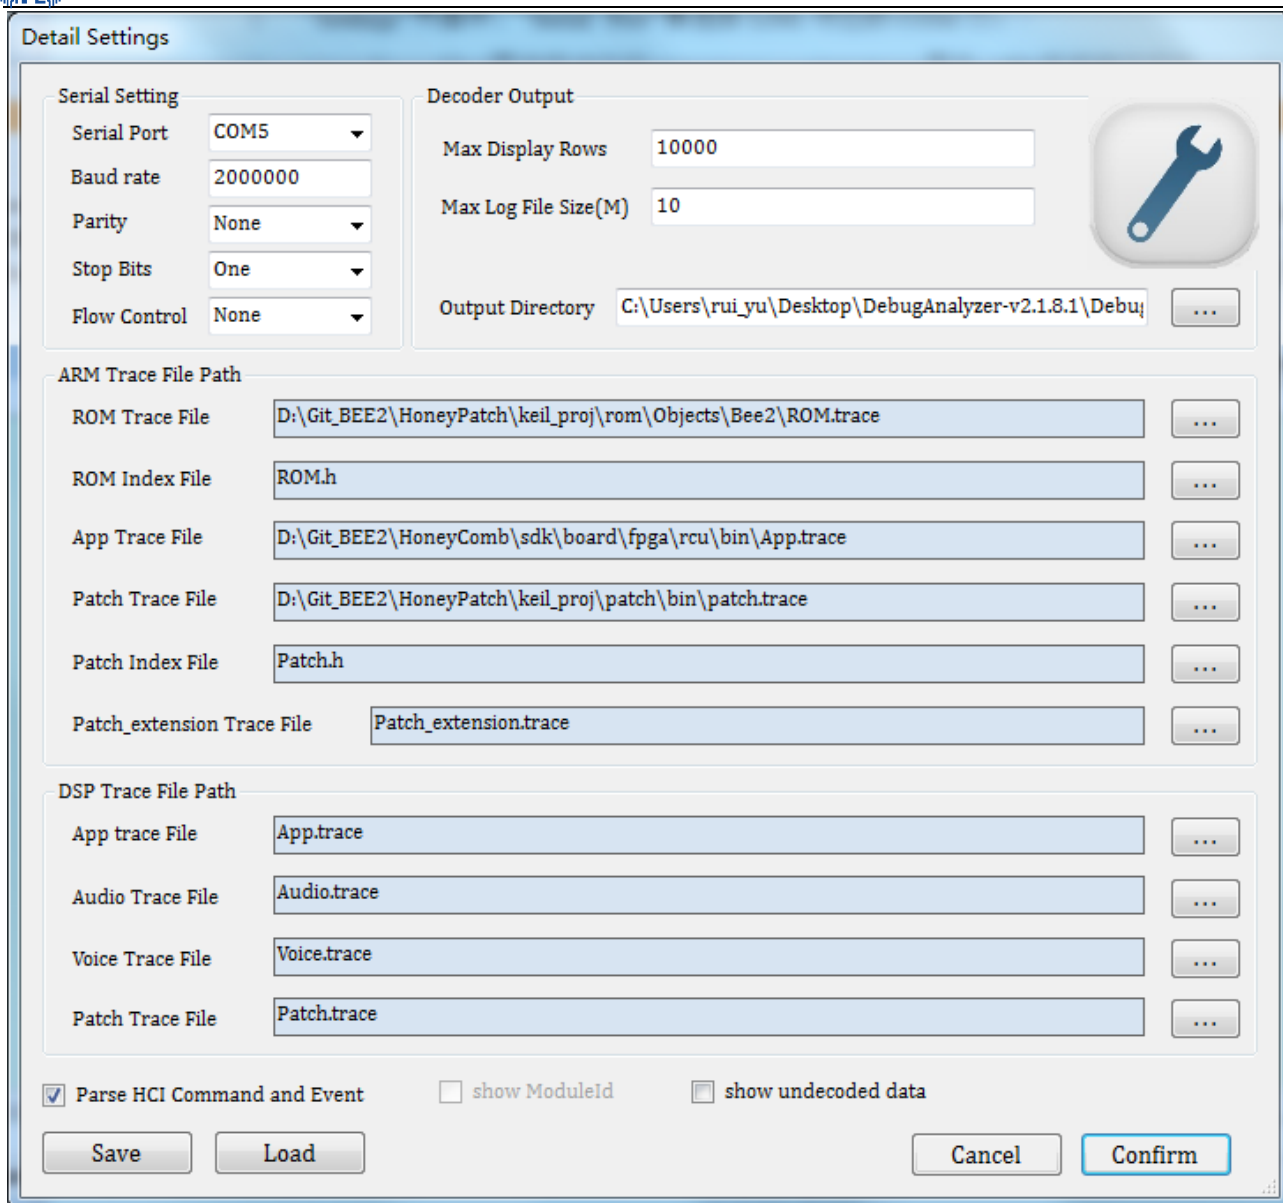 Detail Settings
Serial Setting
Serial Port COM5
Baud rate 2000000
Parity None
Stop Bits One
Flow Control None
Decoder Output
Max Display Rows 10000
Max Log File Size(M) 10
Output Directory C:\Users\rui_yu\Desktop\DebugAnalyzer-v2.1.8.1\Debug ...
ARM Trace File Path
ROM Trace File D:\Git_BEE2\HoneyPatch\keil_proj\rom\Objects\Bee2\ROM.trace ...
ROM Index File ROM.h ...
App Trace File D:\Git_BEE2\HoneyComb\sdk\board\fpga\rcu\bin\App.trace ...
Patch Trace File D:\Git_BEE2\HoneyPatch\keil_proj\patch\bin\patch.trace ...
Patch Index File Patch.h ...
Patch_extension Trace File Patch_extension.trace ...
DSP Trace File Path
App trace File App.trace ...
Audio Trace File Audio.trace ...
Voice Trace File Voice.trace ...
Patch Trace File Patch.trace ...
Parse HCI Command and Event show ModuleId show undecoded data
Save Load Cancel Confirm